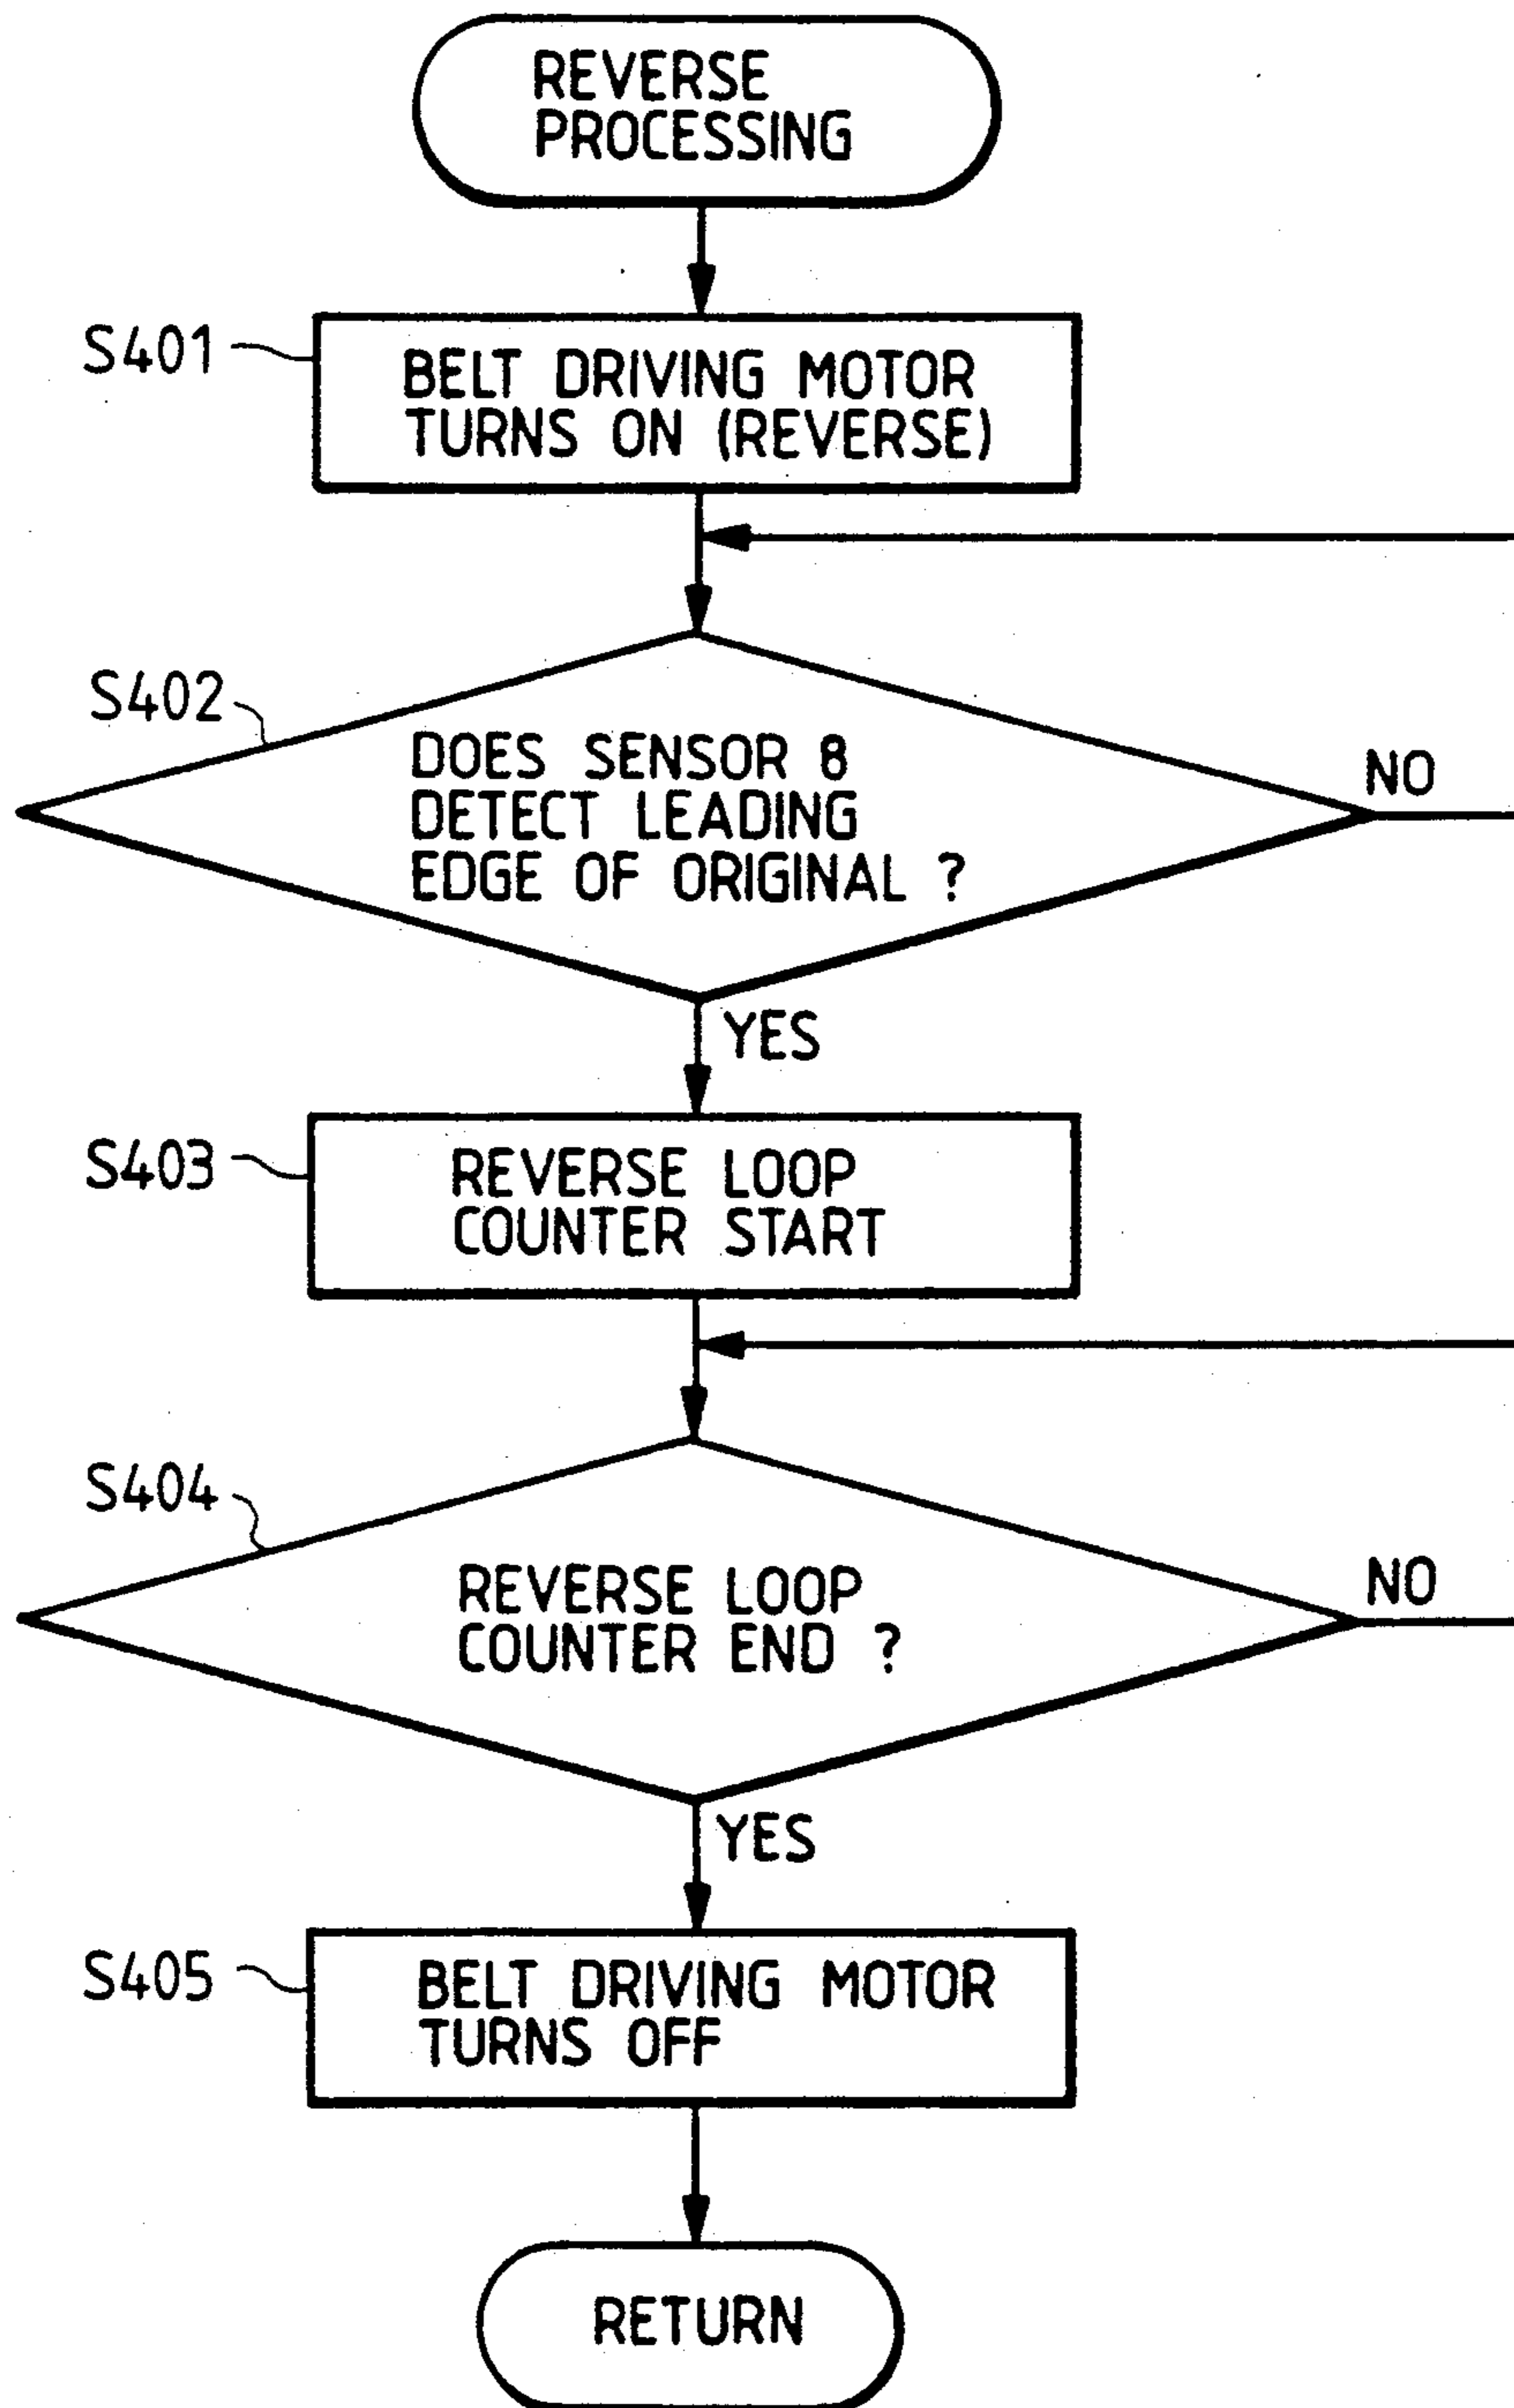 REVERSE
PROCESSING
S401
BELT DRIVING MOTOR
TURNS ON (REVERSE)
S402
DOES SENSOR 8
DETECT LEADING
EDGE OF ORIGINAL ?
NO
YES
S403
REVERSE LOOP
COUNTER START
S404
REVERSE LOOP
COUNTER END ?
NO
YES
S405
BELT DRIVING MOTOR
TURNS OFF
RETURN